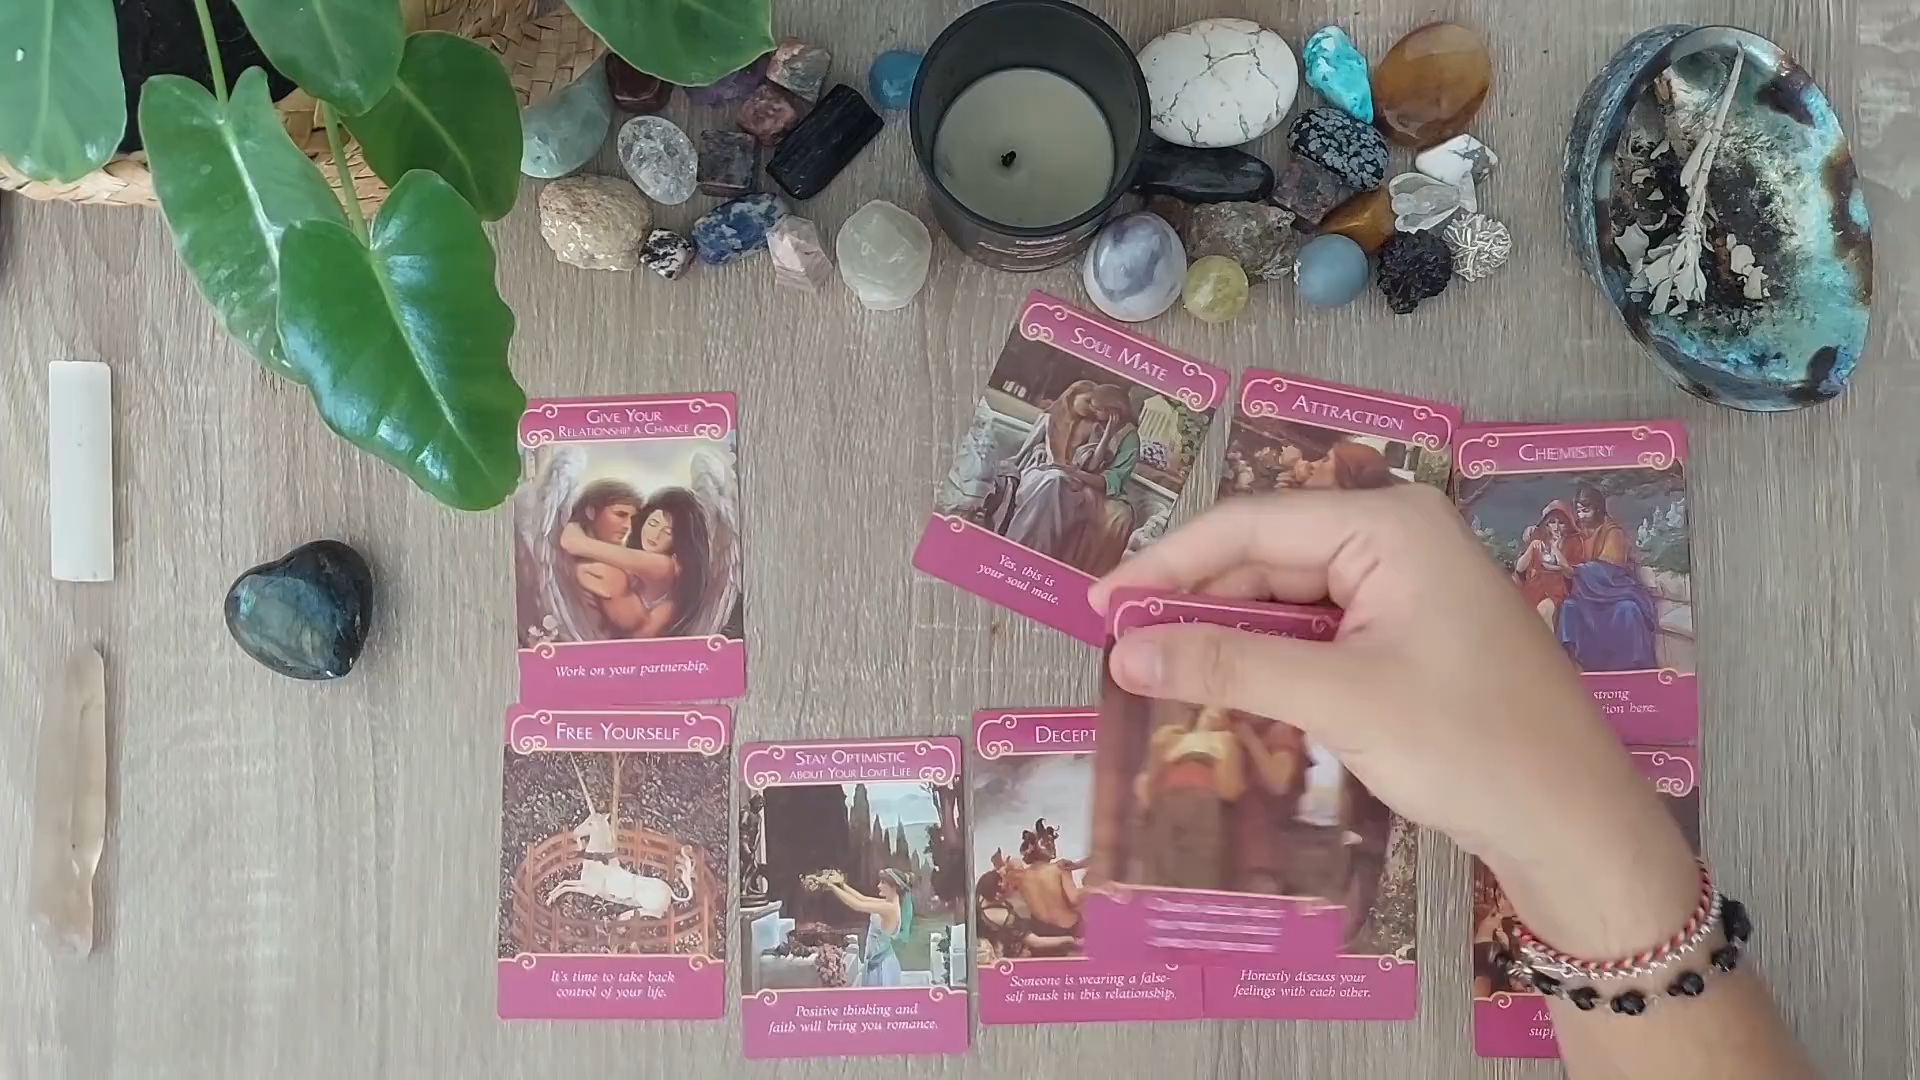 SOUL MATE
Yes, this is
your soul mate.
ATTRACTION
CHEMISTRY
strong
GIVE YOUR
RELATIONSHIP A CHANCE
Work on your partnership.
FREE YOURSELF
It's time to take back
control of your life.
STAY OPTIMISTIC
ABOUT YOUR LOVE LIFE
Positive thinking and
faith will bring you romance.
DECEPT
Someone is wearing a false-
self mask in this relationship.
Honestly discuss your
feelings with each other.